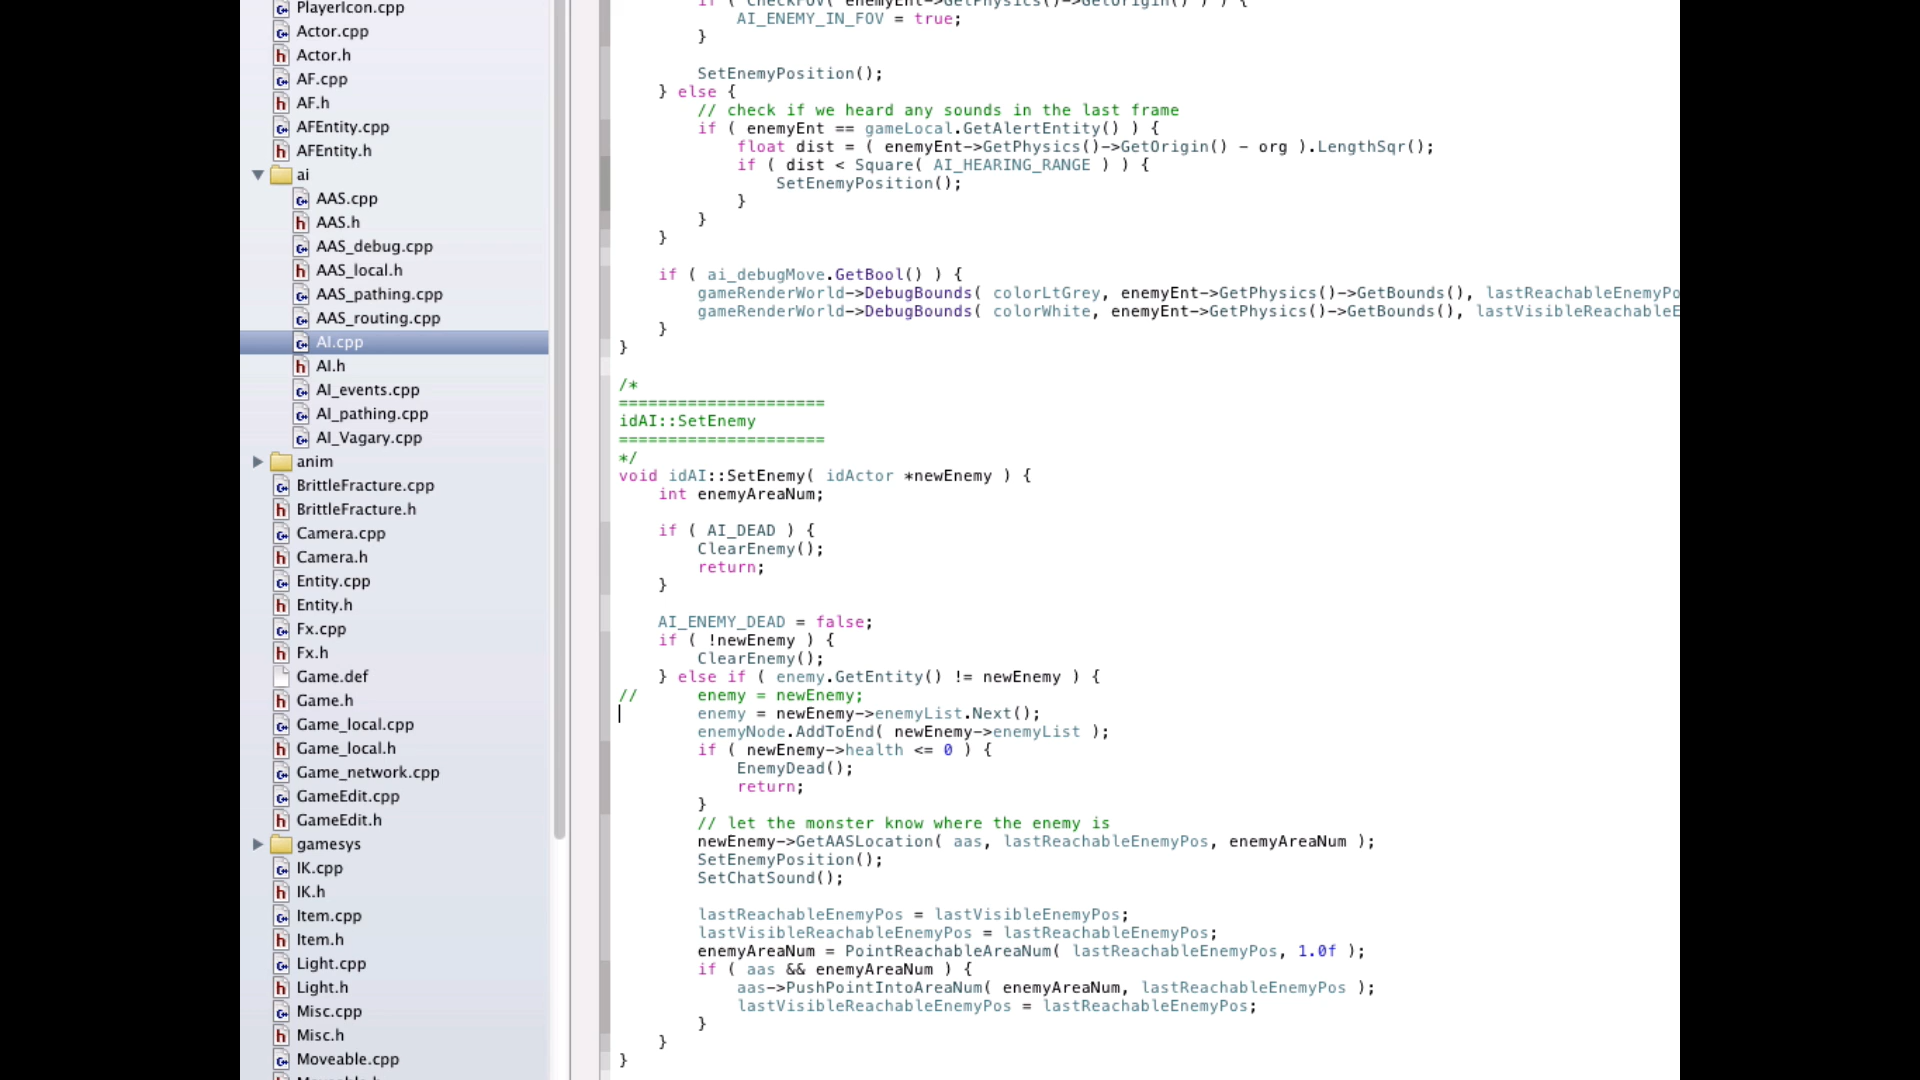 PlayerIcon.cpp
Actor.cpp
Actor.h
AF.cpp
AF.h
AFEntity.cpp
AFEntity.h
ai
AAS.cpp
AAS.h
AAS_debug.cpp
AAS_local.h
AAS_pathing.cpp
AAS_routing.cpp
AI.cpp
AI.h
AI_events.cpp
AI_pathing.cpp
AI_Vagary.cpp
anim
BrittleFracture.cpp
BrittleFracture.h
Camera.cpp
Camera.h
Entity.cpp
Entity.h
Fx.cpp
Fx.h
Game.def
Game.h
Game_local.cpp
Game_local.h
Game_network.cpp
GameEdit.cpp
GameEdit.h
gamesys
IK.cpp
IK.h
Item.cpp
Item.h
Light.cpp
Light.h
Misc.cpp
Misc.h
Moveable.cpp
Moveable.h
if ( CheckFOV( enemyEnt->GetPhysics()->GetOrigin() ) ) {
AI_ENEMY_IN_FOV = true;
}
SetEnemyPosition();
} else {
// check if we heard any sounds in the last frame
if ( enemyEnt == gameLocal.GetAlertEntity() ) {
float dist = ( enemyEnt->GetPhysics()->GetOrigin() - org ).LengthSqr();
if ( dist < Square( AI_HEARING_RANGE ) ) {
SetEnemyPosition();
}
}
}
if ( ai_debugMove.GetBool() ) {
gameRenderWorld->DebugBounds( colorLtGrey, enemyEnt->GetPhysics()->GetBounds(), lastReachableEnemyPo
gameRenderWorld->DebugBounds( colorWhite, enemyEnt->GetPhysics()->GetBounds(), lastVisibleReachableE
}
}
/*
=====================
idAI::SetEnemy
=====================
*/
void idAI::SetEnemy( idActor *newEnemy ) {
int enemyAreaNum;
if ( AI_DEAD ) {
ClearEnemy();
return;
}
AI_ENEMY_DEAD = false;
if ( !newEnemy ) {
ClearEnemy();
} else if ( enemy.GetEntity() != newEnemy ) {
// enemy = newEnemy;
enemy = newEnemy->enemyList.Next();
enemyNode.AddToEnd( newEnemy->enemyList );
if ( newEnemy->health <= 0 ) {
EnemyDead();
return;
}
// let the monster know where the enemy is
newEnemy->GetAASLocation( aas, lastReachableEnemyPos, enemyAreaNum );
SetEnemyPosition();
SetChatSound();
lastReachableEnemyPos = lastVisibleEnemyPos;
lastVisibleReachableEnemyPos = lastReachableEnemyPos;
enemyAreaNum = PointReachableAreaNum( lastReachableEnemyPos, 1.0f );
if ( aas && enemyAreaNum ) {
aas->PushPointIntoAreaNum( enemyAreaNum, lastReachableEnemyPos );
lastVisibleReachableEnemyPos = lastReachableEnemyPos;
}
}
}